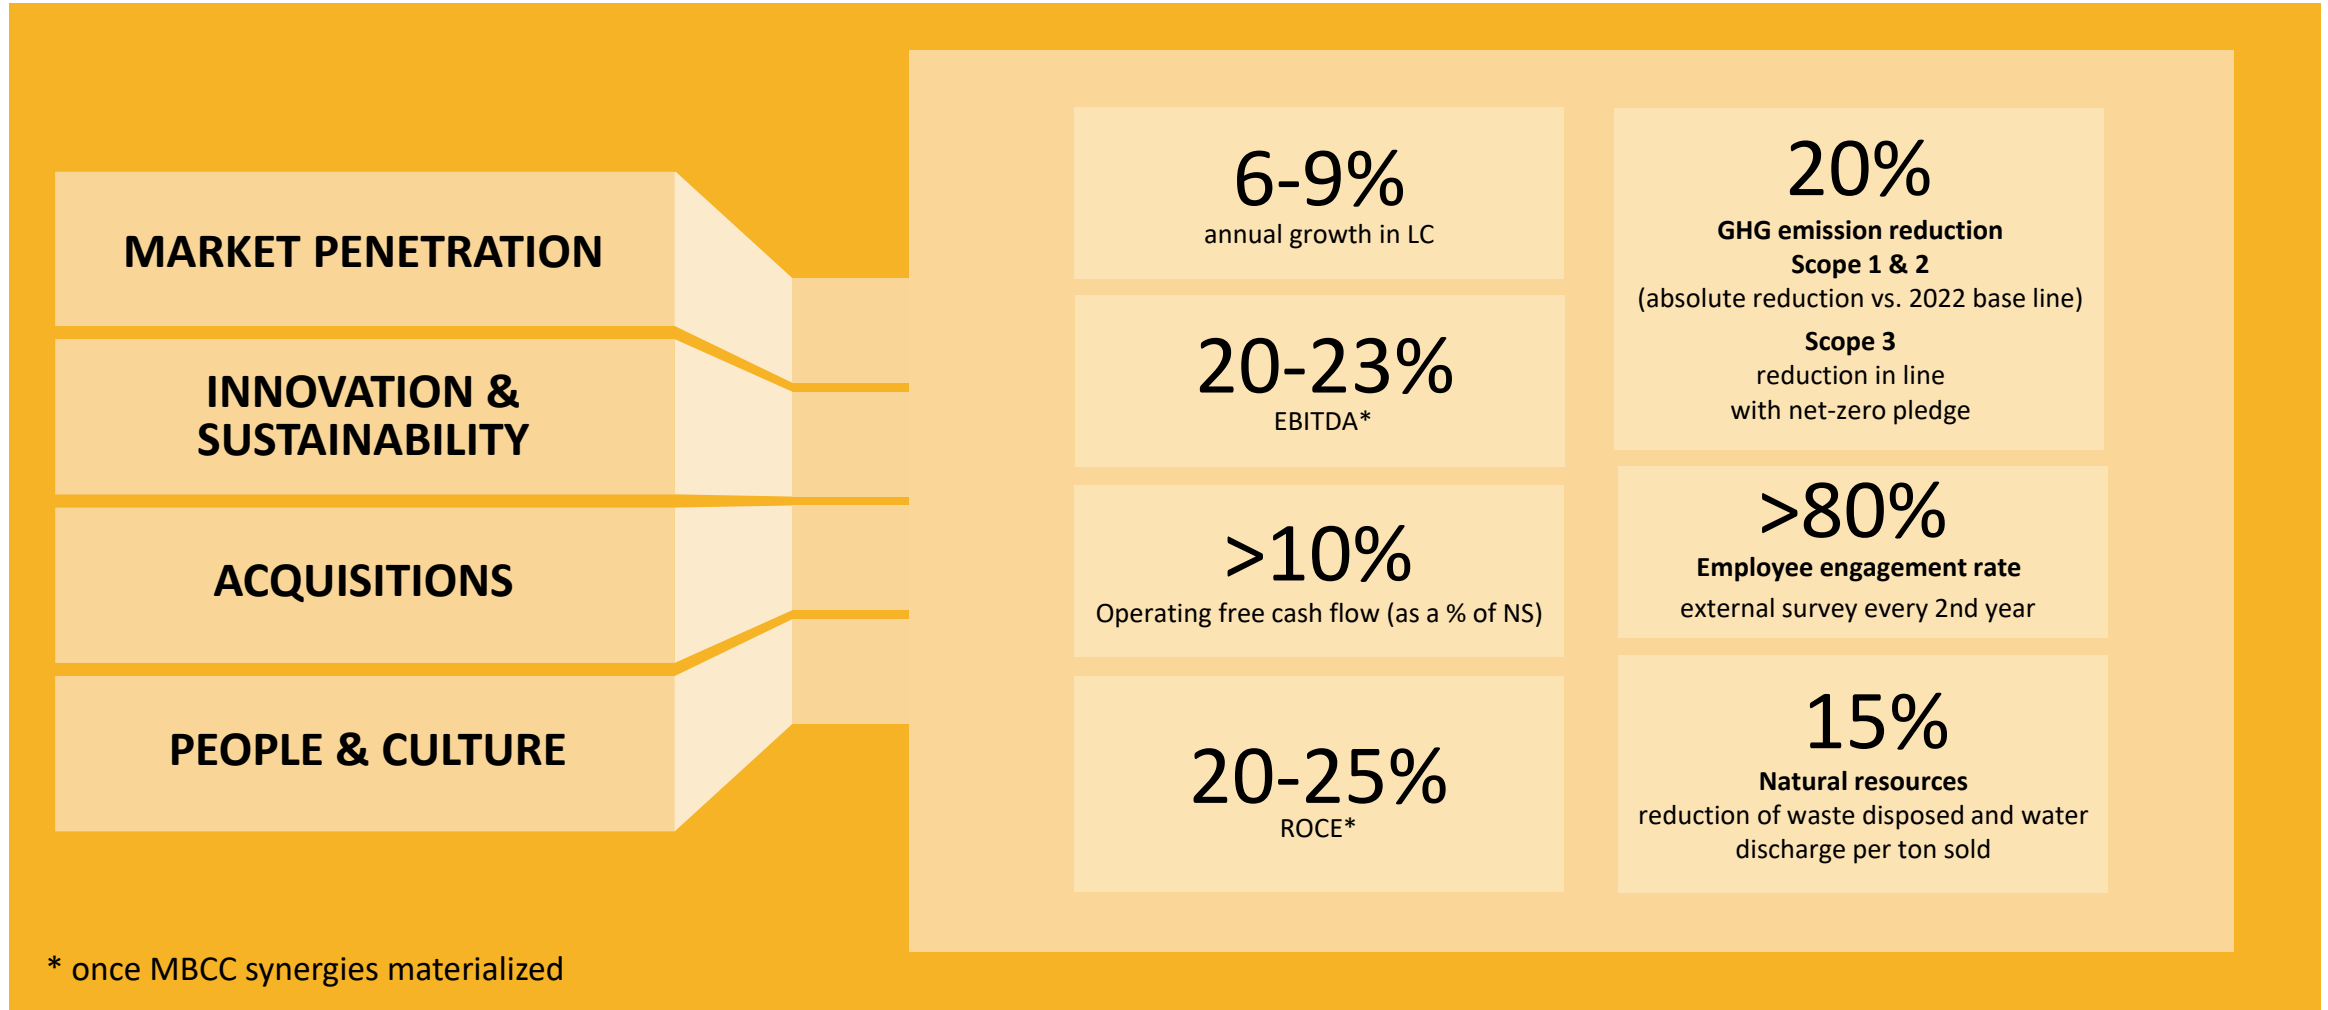 MARKET PENETRATION
INNOVATION &
SUSTAINABILITY
ACQUISITIONS
PEOPLE & CULTURE
6-9%
annual growth in LC
20-23%
EBITDA*
>10%
Operating free cash flow (as a % of NS)
20-25%
ROCE*
20%
GHG emission reduction
Scope 1 & 2
(absolute reduction vs. 2022 base line)
Scope 3
reduction in line
with net-zero pledge
>80%
Employee engagement rate
external survey every 2nd year
15%
Natural resources
reduction of waste disposed and water
discharge per ton sold
* once MBCC synergies materialized